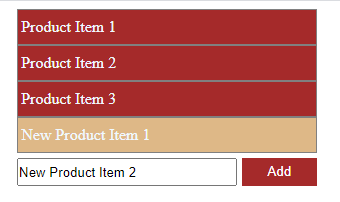 Product Item 1
Product Item 2
Product Item 3
New Product Item 1
New Product Item 2 Add